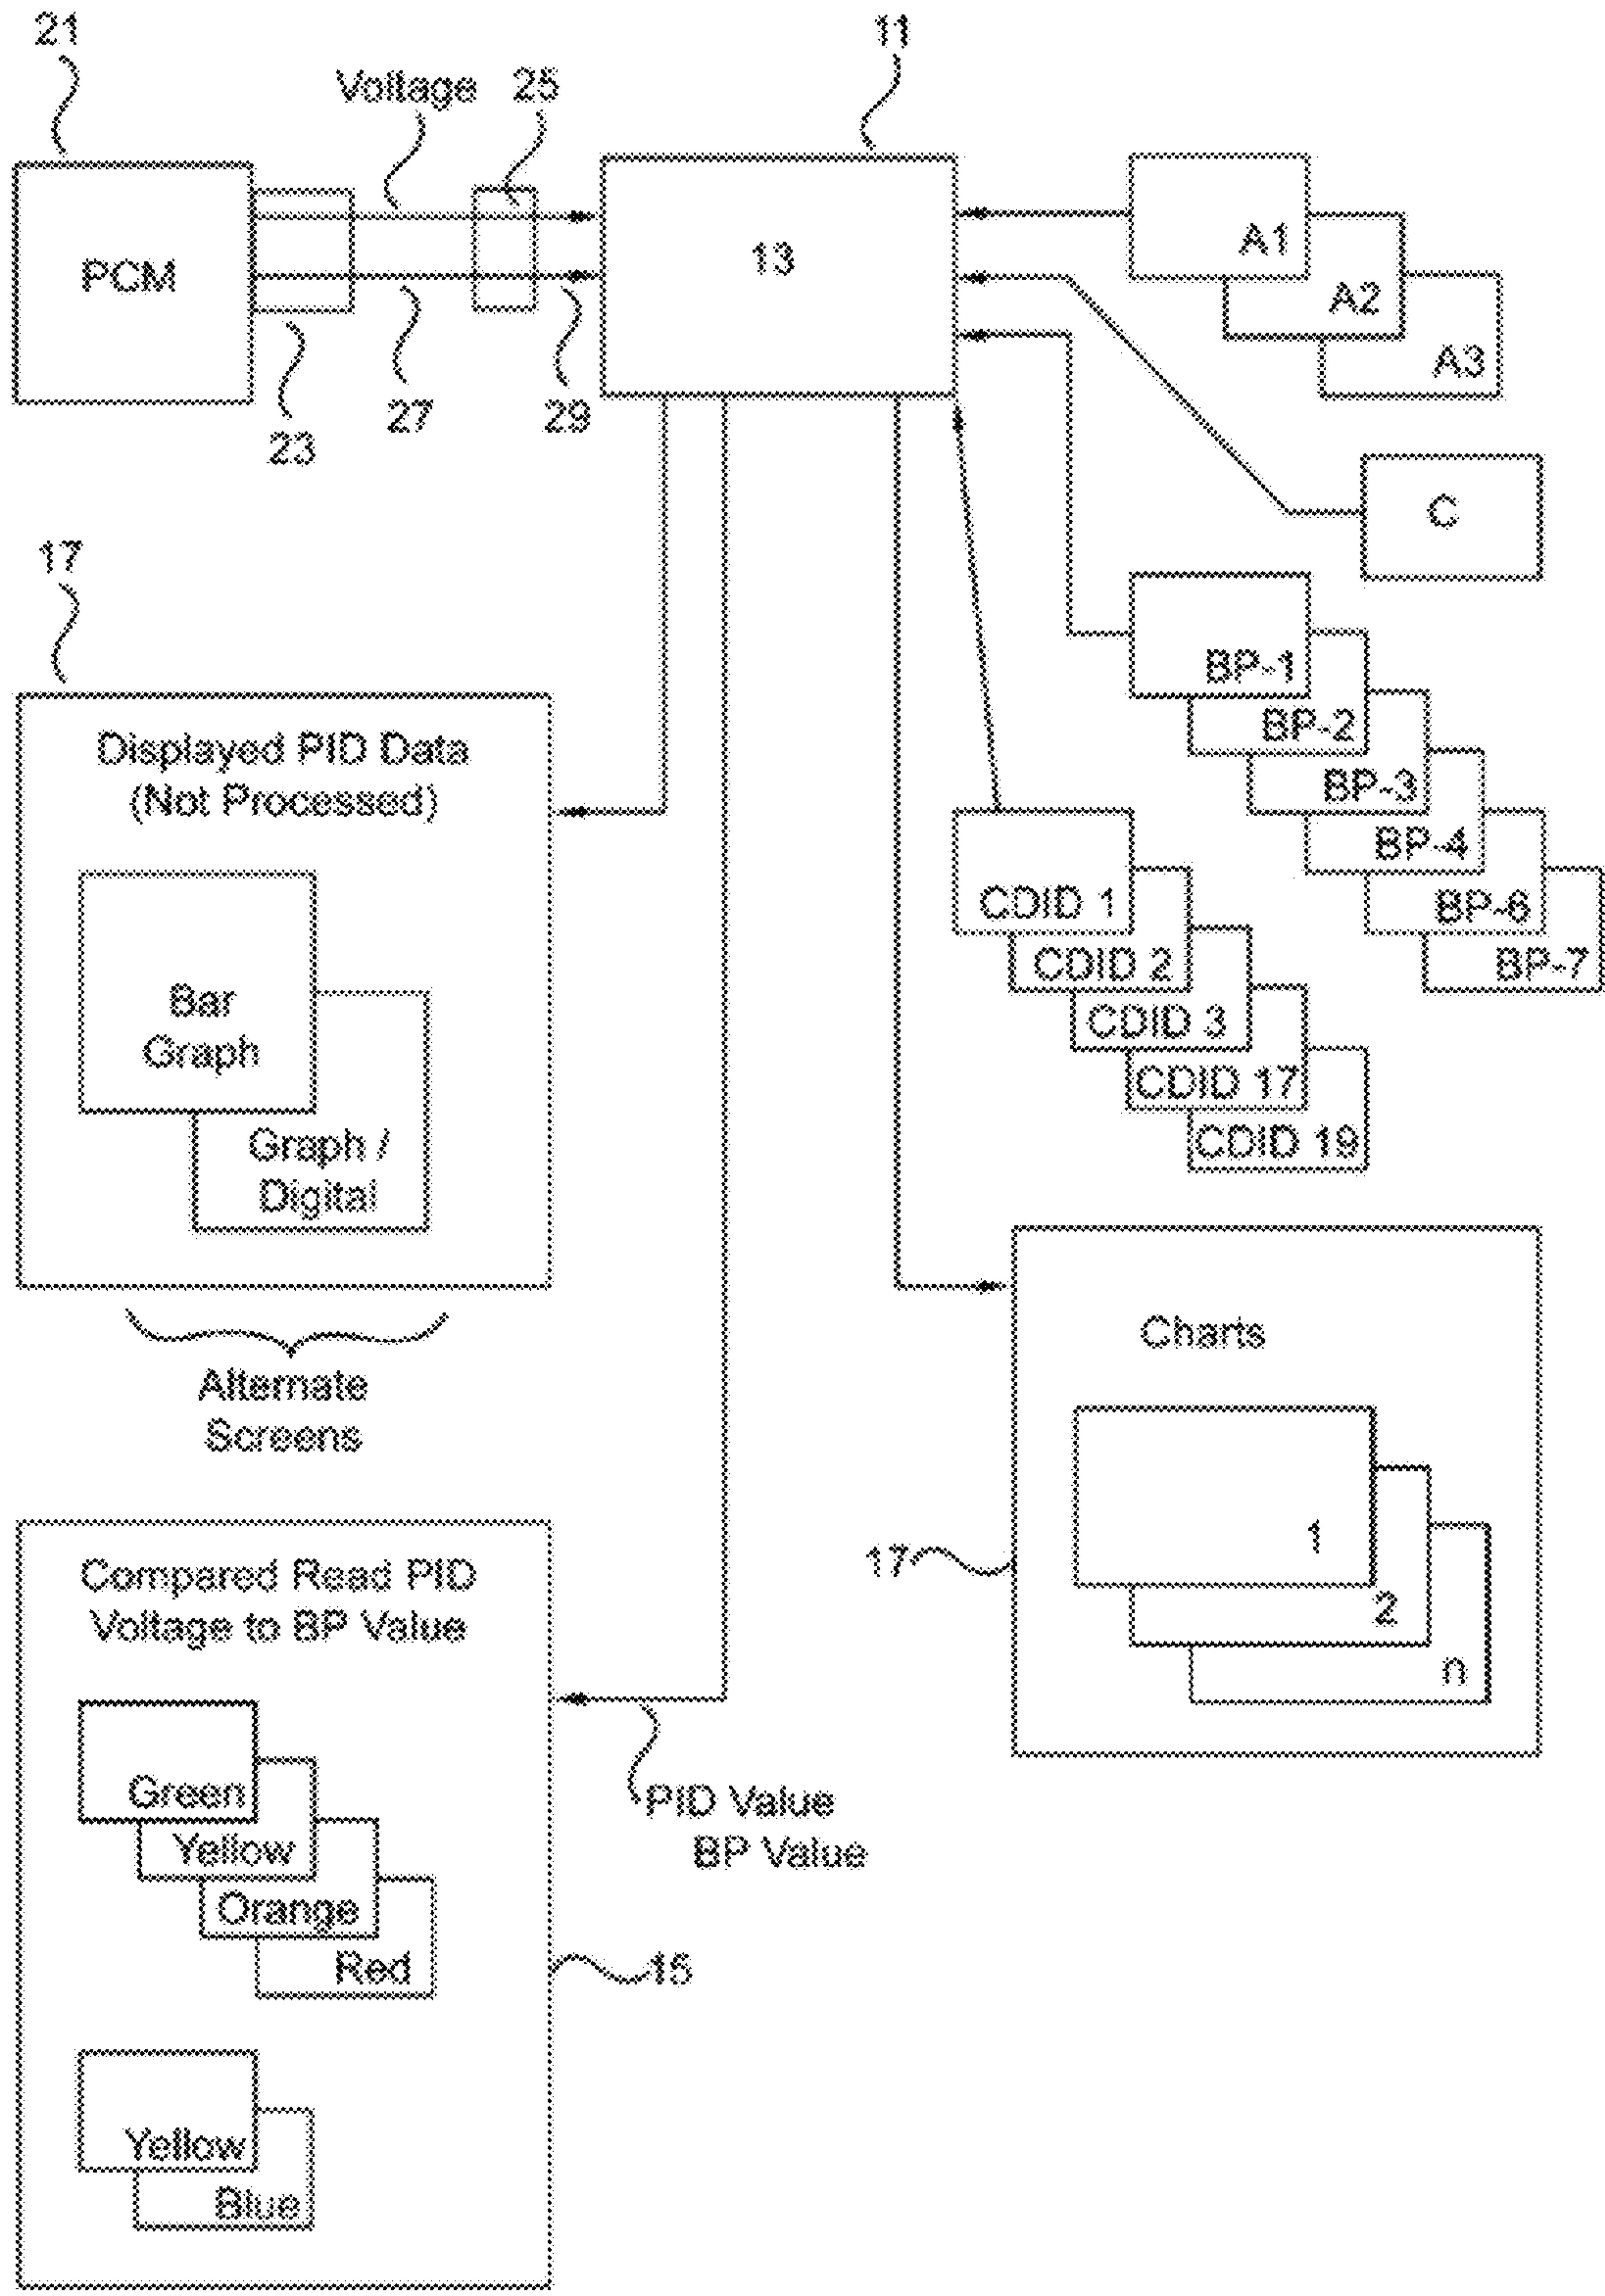 21
Voltage
25
11
PCM
13
A1
A2
A3
23
27
29
C
17
Displayed PID Data
(Not Processed)
Bar
Graph
Graph /
Digital
Alternate
Screens
BP-1
BP-2
BP-3
BP-4
BP-6
BP-7
CDID 1
CDID 2
CDID 3
CDID 17
CDID 19
Charts
1
2
n
17
Compared Read PID
Voltage to BP Value
Green
Yellow
Orange
Red
Yellow
Blue
PID Value
BP Value
15